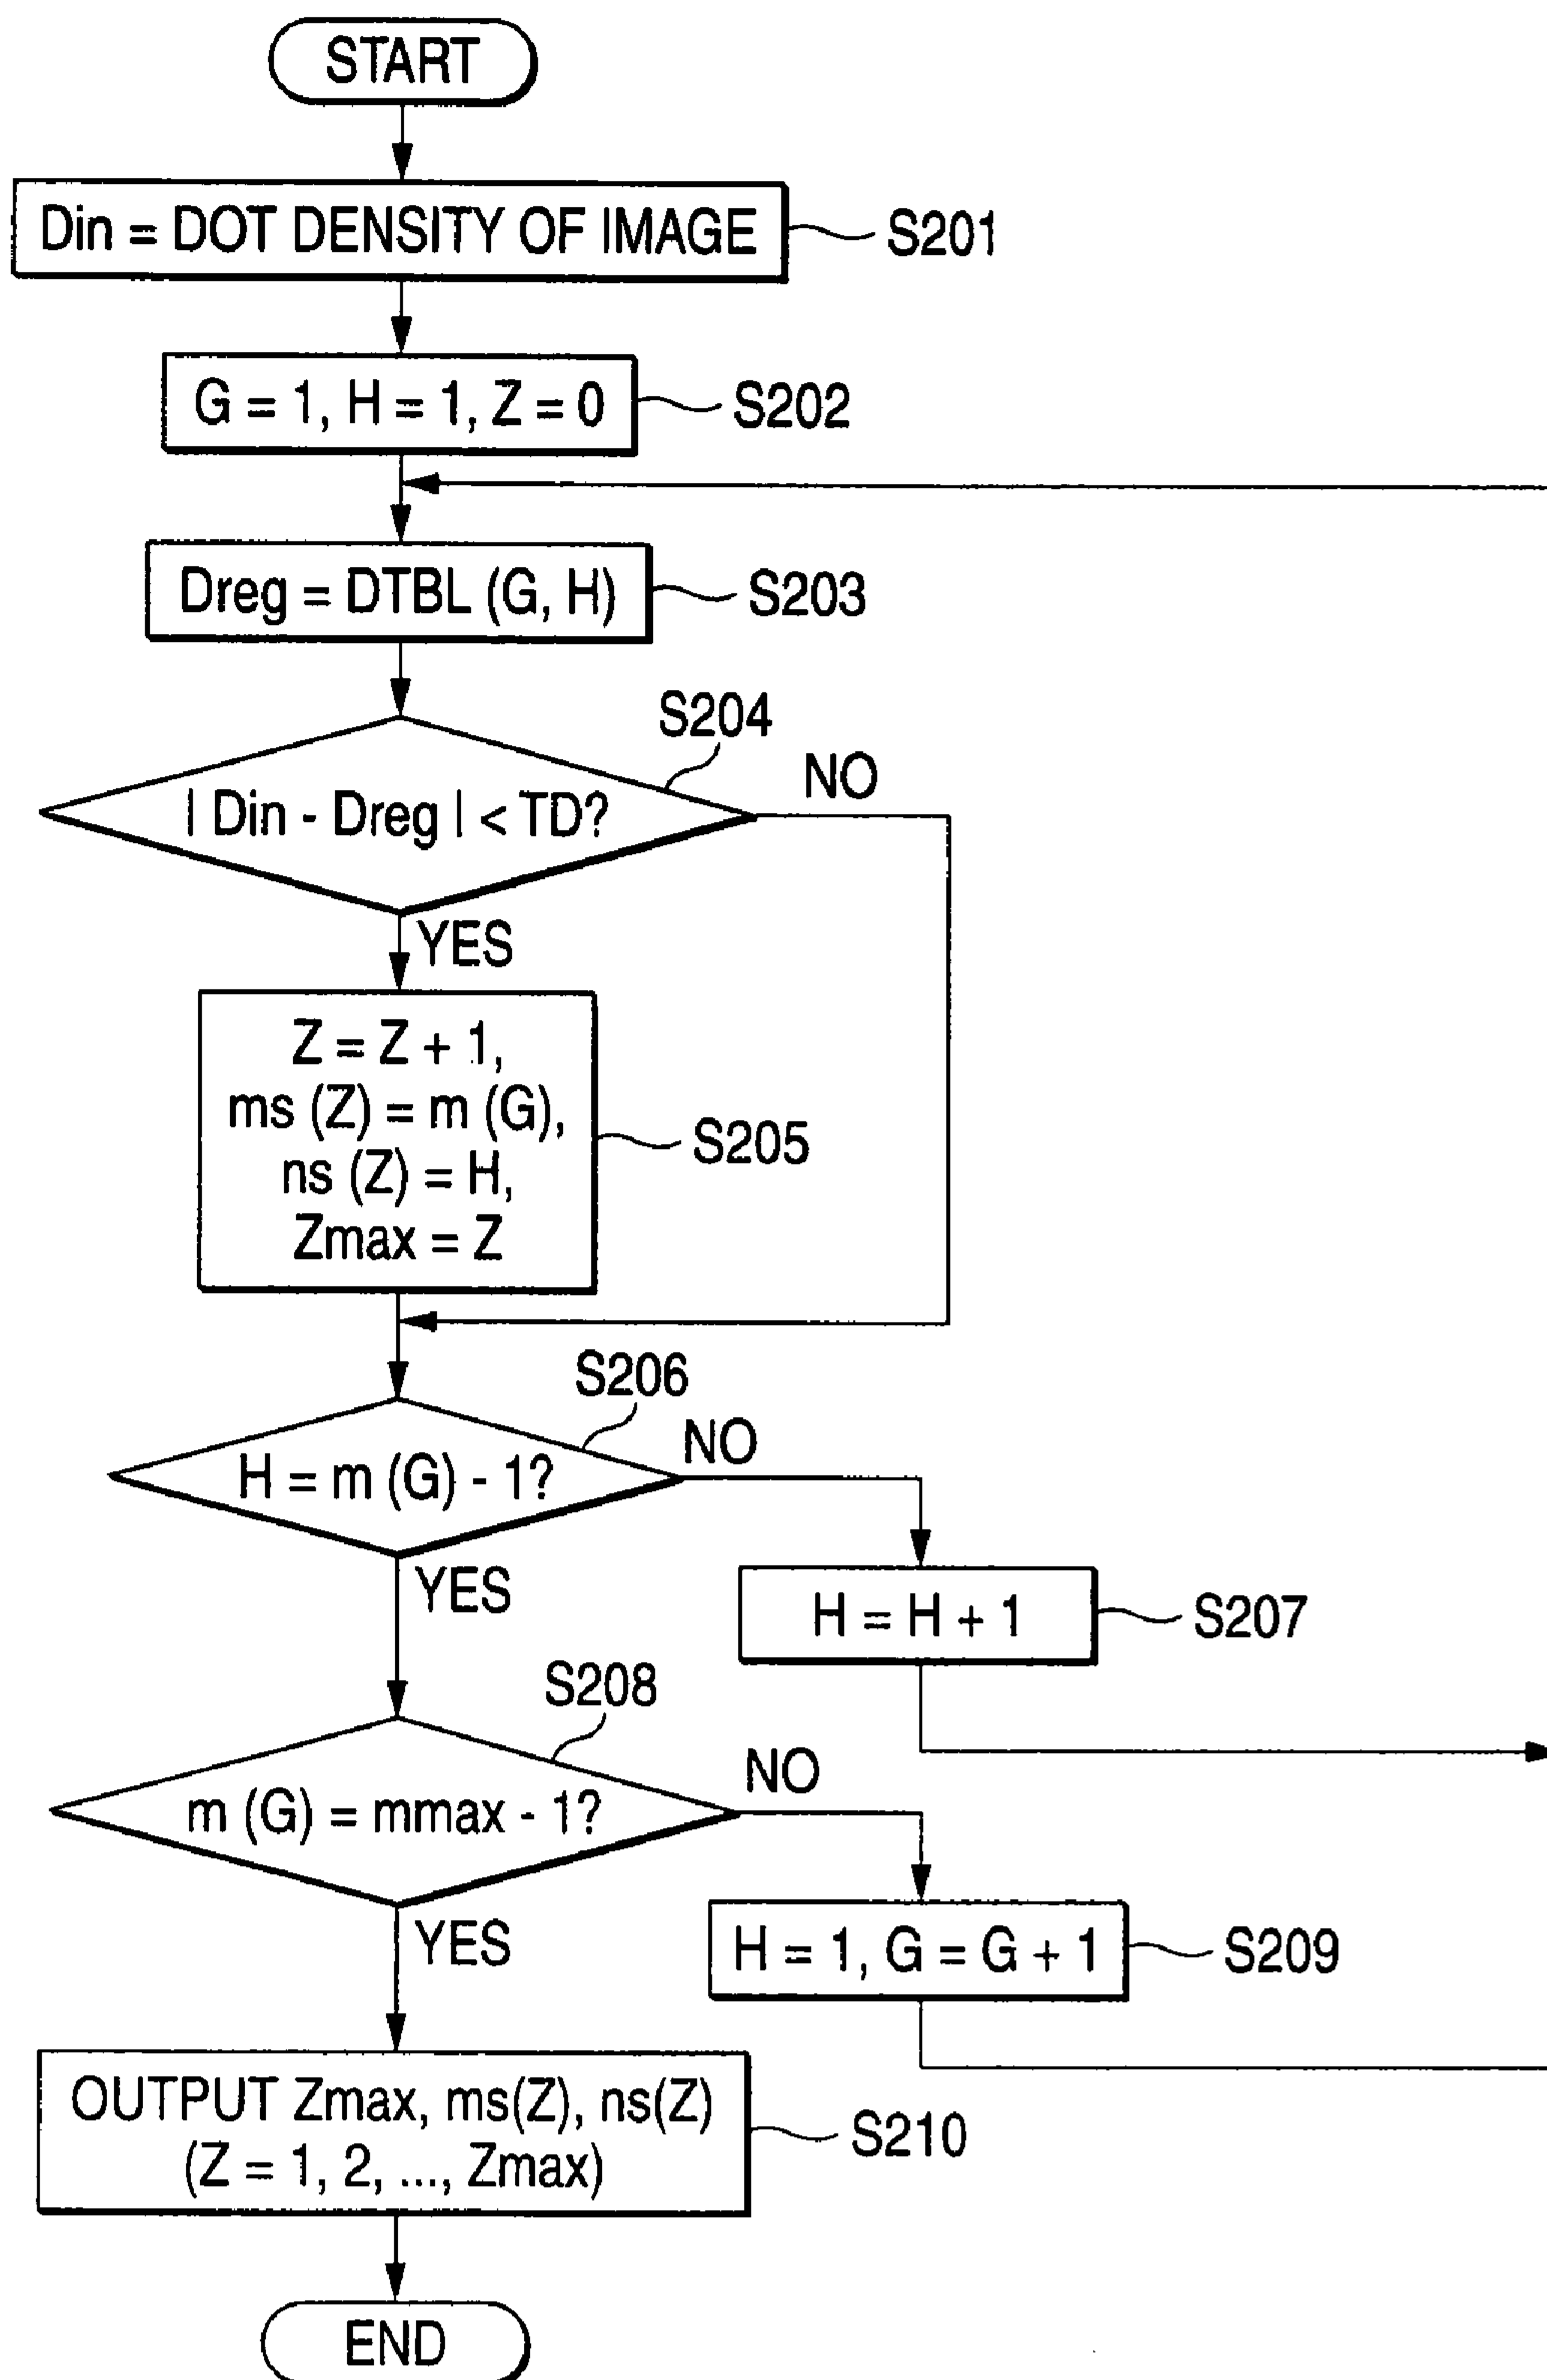 START
Din = DOT DENSITY OF IMAGE
S201
G = 1, H = 1, Z = 0
S202
Dreg = DTBL (G, H)
S203
S204
| Din - Dreg | < TD?
NO
YES
Z = Z + 1,
ms (Z) = m (G),
ns (Z) = H,
Zmax = Z
S205
S206
H = m (G) - 1?
NO
YES
H = H + 1
S207
S208
m (G) = mmax - 1?
NO
YES
H = 1, G = G + 1
S209
OUTPUT Zmax, ms(Z), ns(Z)
(Z = 1, 2, ..., Zmax)
S210
END